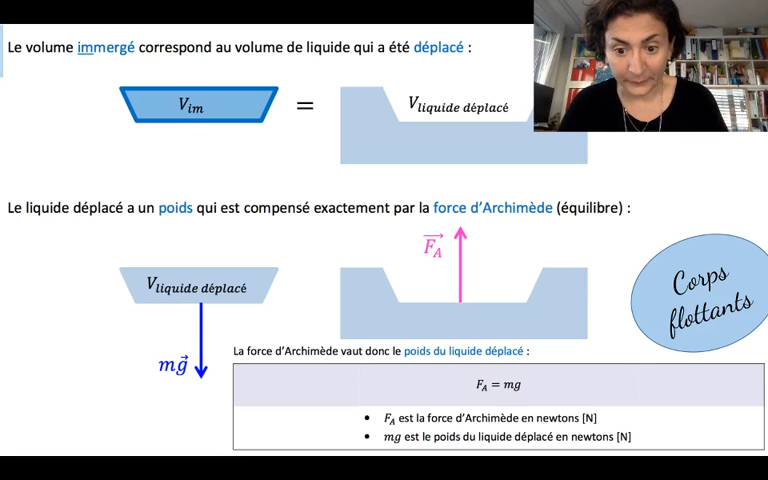 Le volume immergé correspond au volume de liquide qui a été déplacé :
V_im = V_liquide déplacé
Le liquide déplacé a un poids qui est compensé exactement par la force d'Archimède (équilibre) :
F_A
Corps
flottants
V_liquide déplacé
mg
La force d'Archimède vaut donc le poids du liquide déplacé :
F_A = mg
• F_A est la force d'Archimède en newtons [N]
• mg est le poids du liquide déplacé en newtons [N]